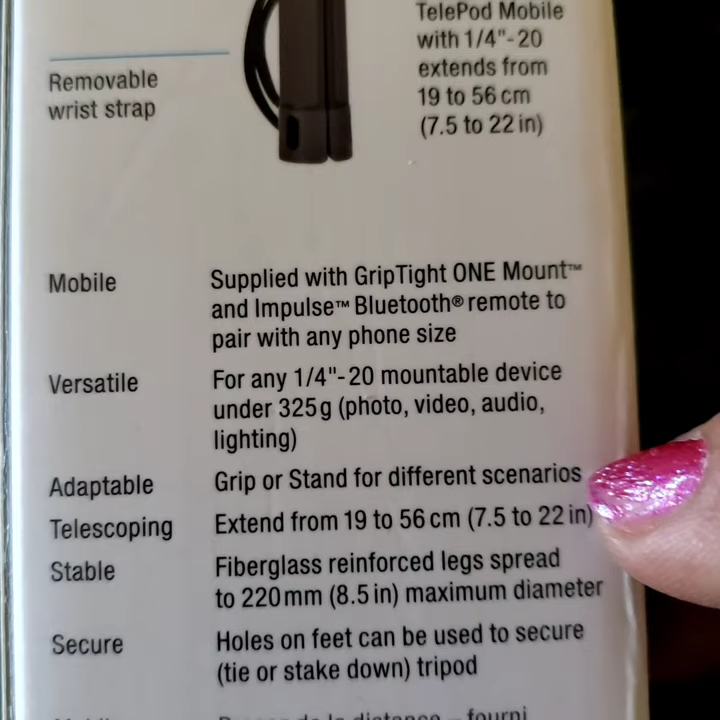 TelePod Mobile
with 1/4"-20
extends from
19 to 56 cm
(7.5 to 22 in)
Removable
wrist strap
Mobile Supplied with GripTight ONE Mount™
and Impulse™ Bluetooth® remote to
pair with any phone size
Versatile For any 1/4"-20 mountable device
under 325g (photo, video, audio,
lighting)
Adaptable Grip or Stand for different scenarios
Telescoping Extend from 19 to 56 cm (7.5 to 22 in)
Stable Fiberglass reinforced legs spread
to 220mm (8.5 in) maximum diameter
Secure Holes on feet can be used to secure
(tie or stake down) tripod
de la distance – fourni